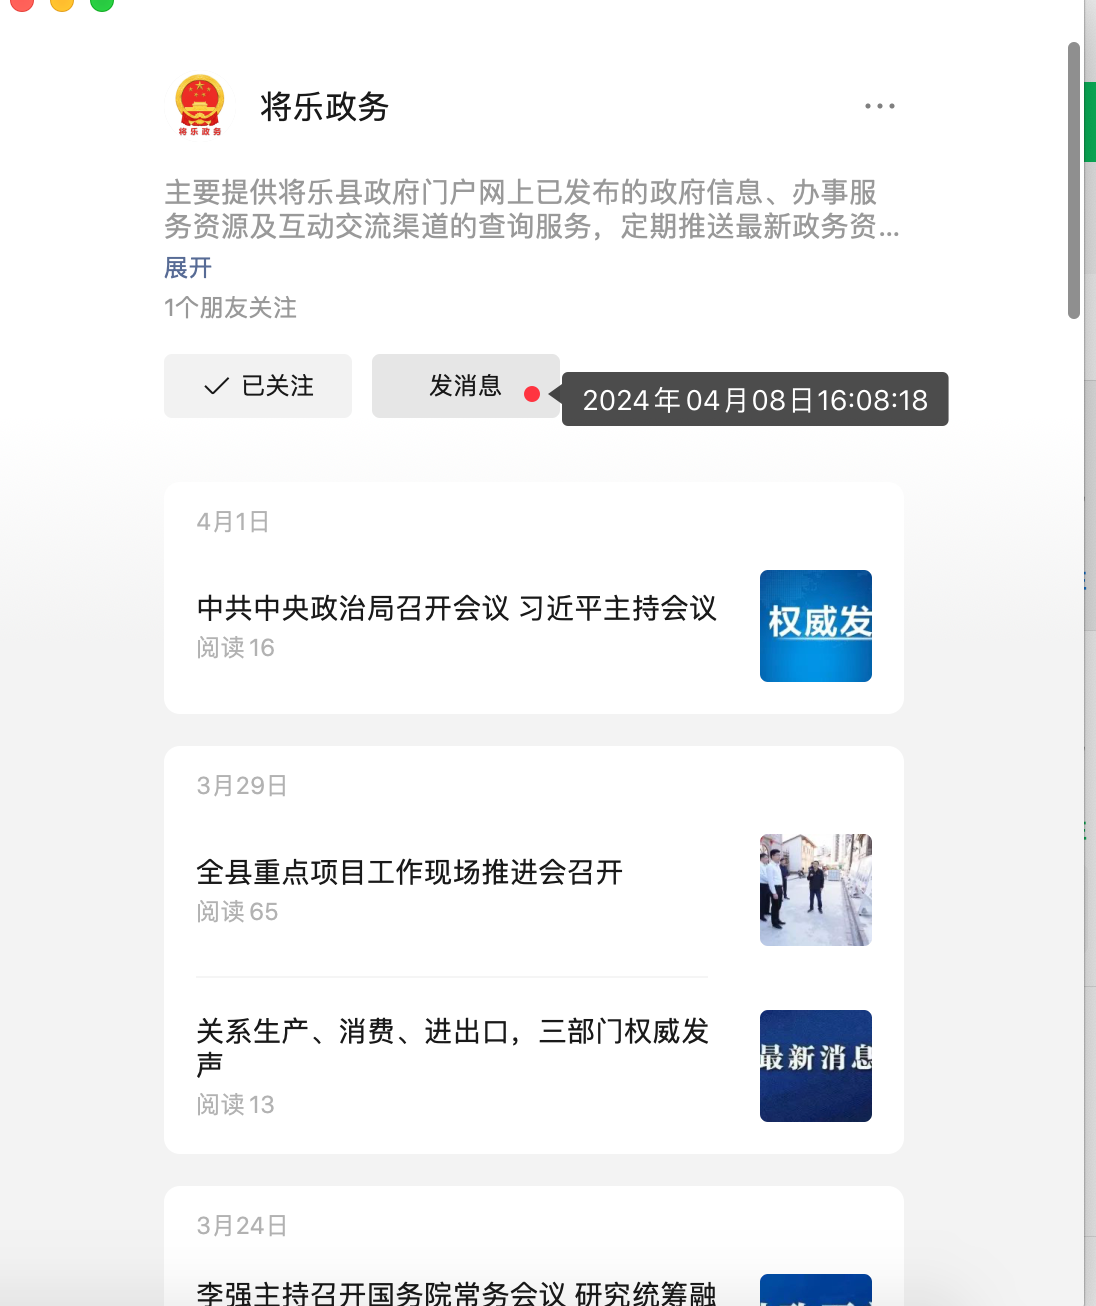 将乐政务
将乐政务
主要提供将乐县政府门户网上已发布的政府信息、办事服
务资源及互动交流渠道的查询服务，定期推送最新政务资...
展开
1个朋友关注
已关注
发消息
2024年04月08日16:08:18
4月1日
中共中央政治局召开会议 习近平主持会议
阅读 16
权威发
3月29日
全县重点项目工作现场推进会召开
阅读 65
关系生产、消费、进出口，三部门权威发
声
阅读 13
最新消息
3月24日
李强主持召开国务院常务会议 研究统筹融